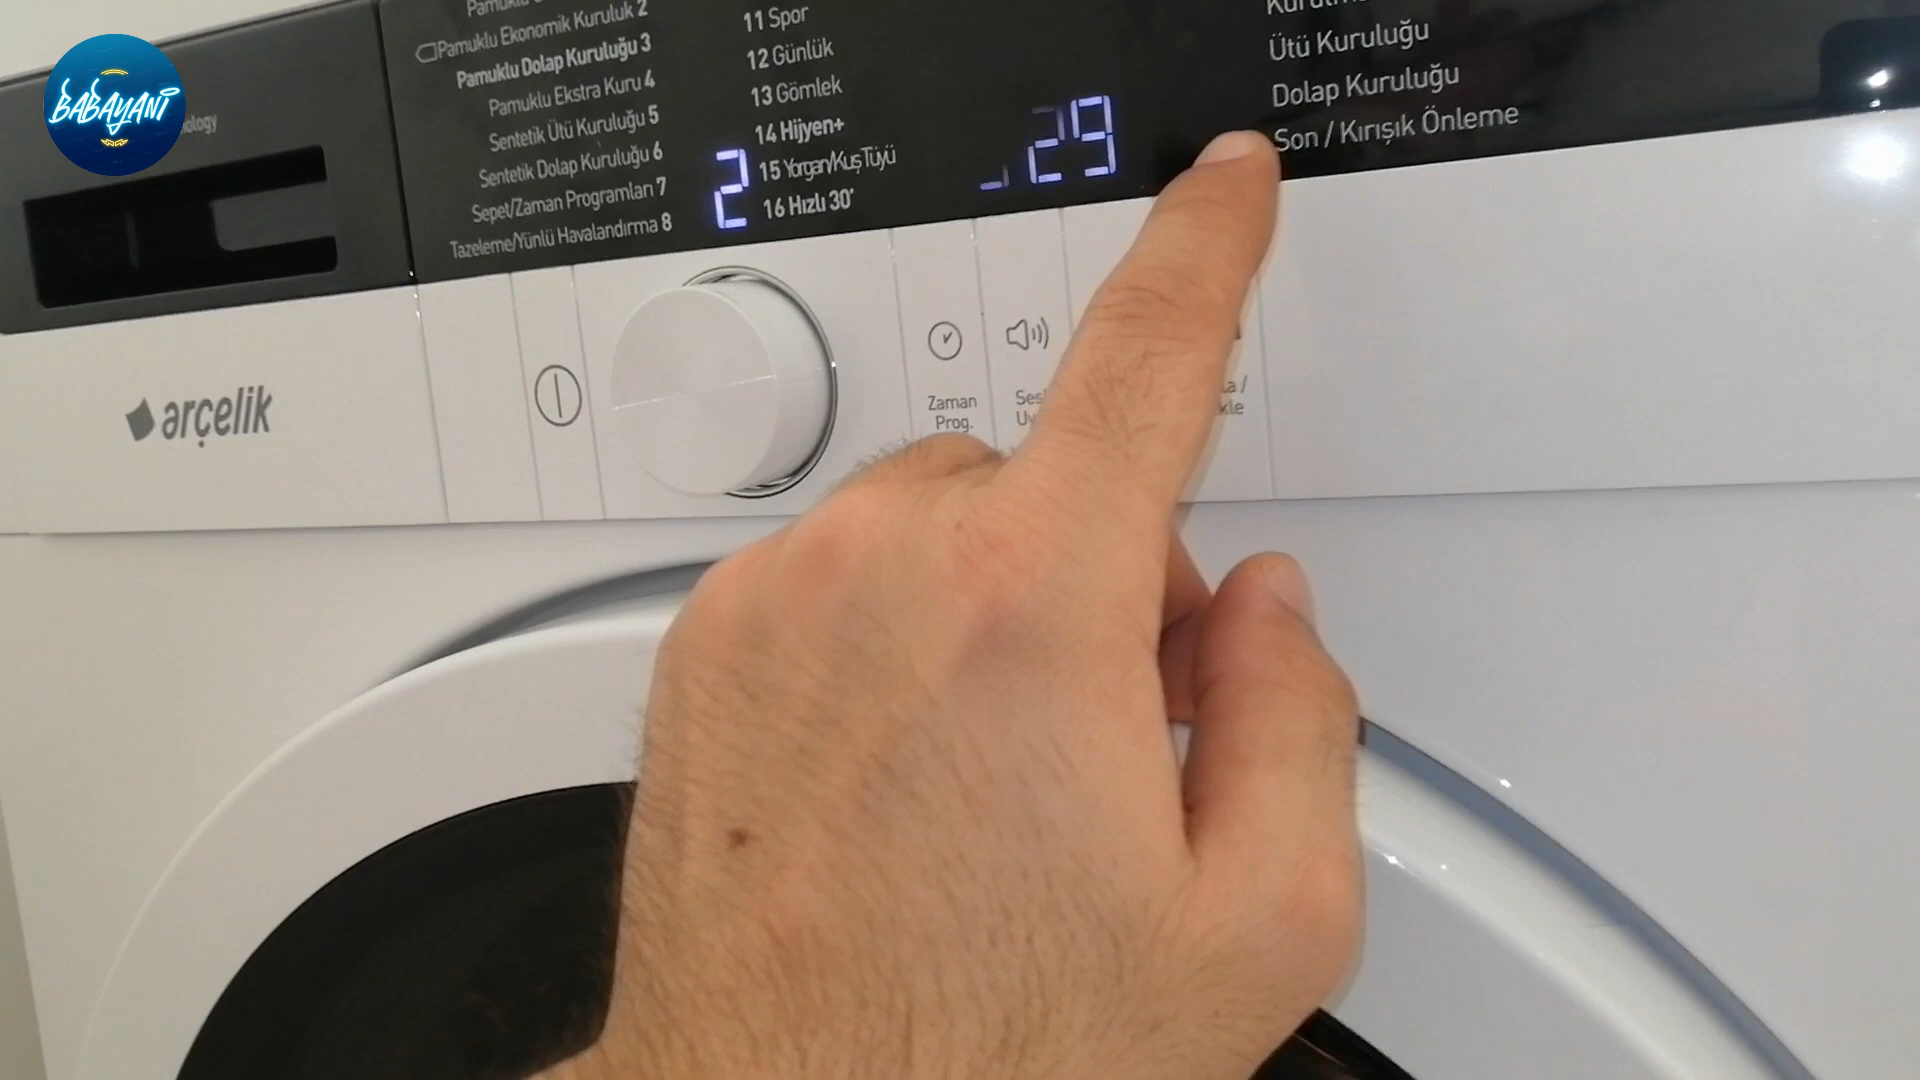 BABAYANI
nology
Pamuklu
Pamuklu Ekonomik Kuruluk 2
Pamuklu Dolap Kuruluğu 3
Pamuklu Ekstra Kuru 4
Sentetik Ütü Kuruluğu 5
Sentetik Dolap Kuruluğu 6
Sepet/Zaman Programları 7
Tazeleme/Yünlü Havalandırma 8
2
11 Spor
12 Günlük
13 Gömlek
14 Hijyen+
15 Yorgan/Kuş Tüyü
16 Hızlı 30'
29
Ütü Kuruluğu
Dolap Kuruluğu
Son / Kırışık Önleme
arçelik
Zaman
Prog.